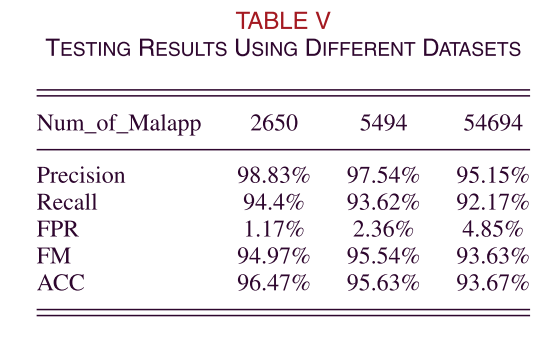 TABLE V
TESTING RESULTS USING DIFFERENT DATASETS
Num_of_Malapp 2650 5494 54694
Precision 98.83% 97.54% 95.15%
Recall 94.4% 93.62% 92.17%
FPR 1.17% 2.36% 4.85%
FM 94.97% 95.54% 93.63%
ACC 96.47% 95.63% 93.67%